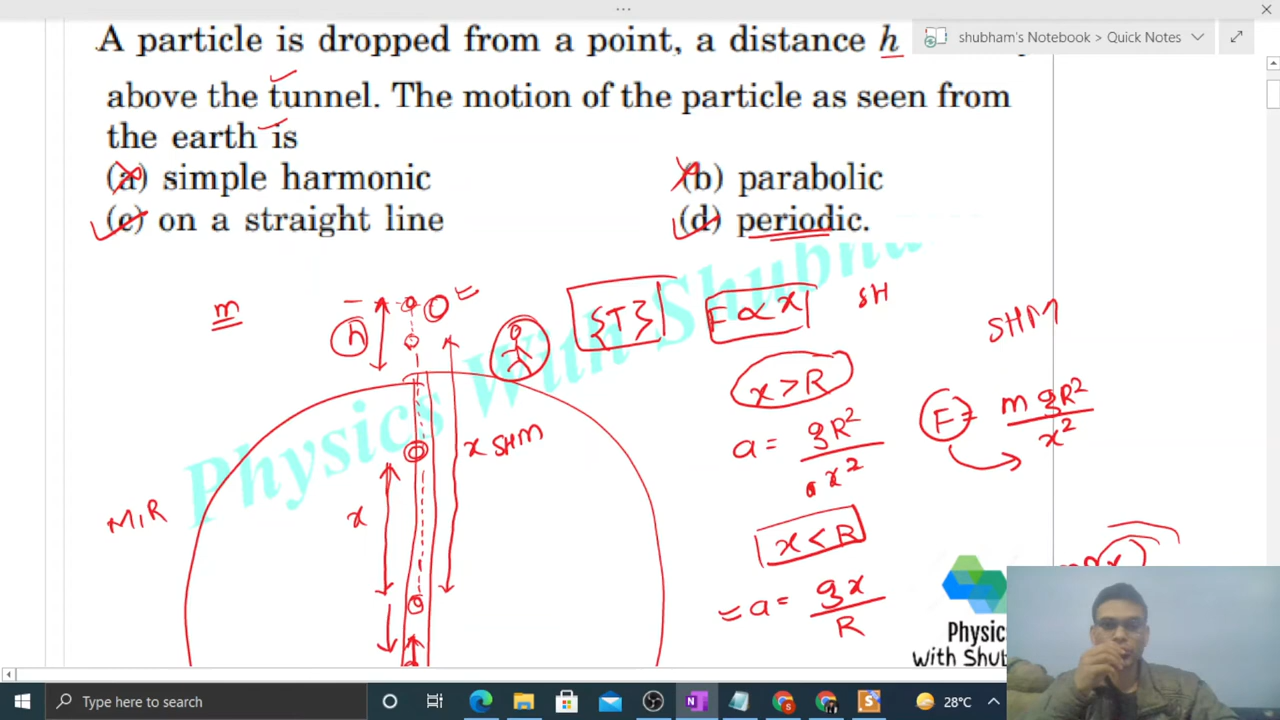 ...
shubham's Notebook > Quick Notes
A particle is dropped from a point, a distance h
above the tunnel. The motion of the particle as seen from
the earth is
(a) simple harmonic
(b) parabolic
(c) on a straight line
(d) periodic.
Physics With Shubh
m
h
{T}
F ∝ x
SH
SHM
x > R
a = gR²/x²
F = mgR²/x²
x SHM
M, R
x
x < R
= a = gx/R
Physics
With Shub
Type here to search
28°C